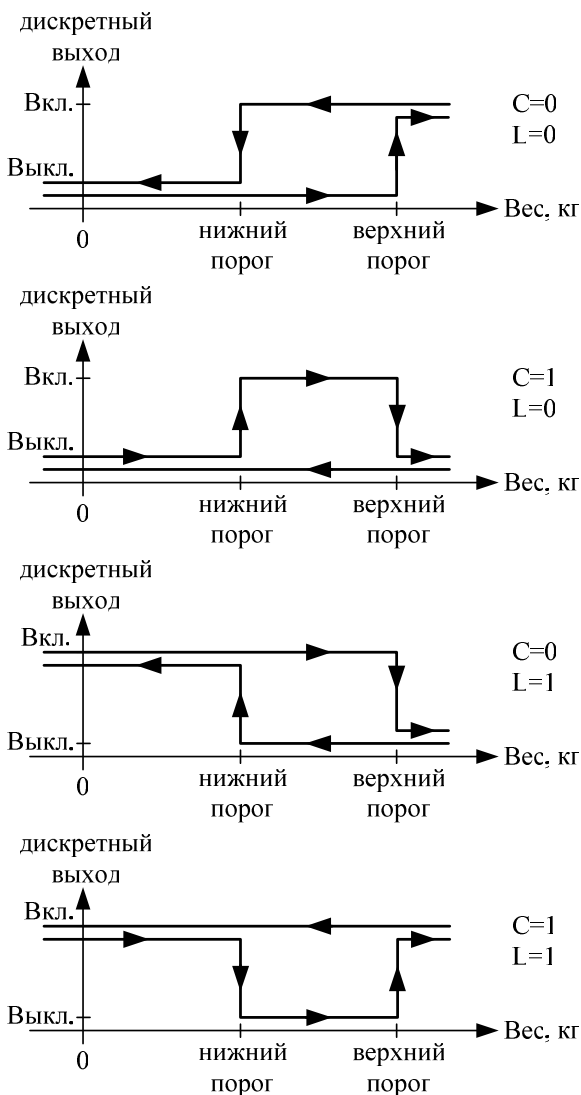 дискретный
выход
Вкл.
С=0
L=0
Выкл.
Вес, кг
0
нижний
порог
верхний
порог
дискретный
выход
Вкл.
С=1
L=0
Выкл.
Вес, кг
0
нижний
порог
верхний
порог
дискретный
выход
Вкл.
С=0
L=1
Выкл.
Вес, кг
0
нижний
порог
верхний
порог
дискретный
выход
Вкл.
С=1
L=1
Выкл.
Вес, кг
0
нижний
порог
верхний
порог